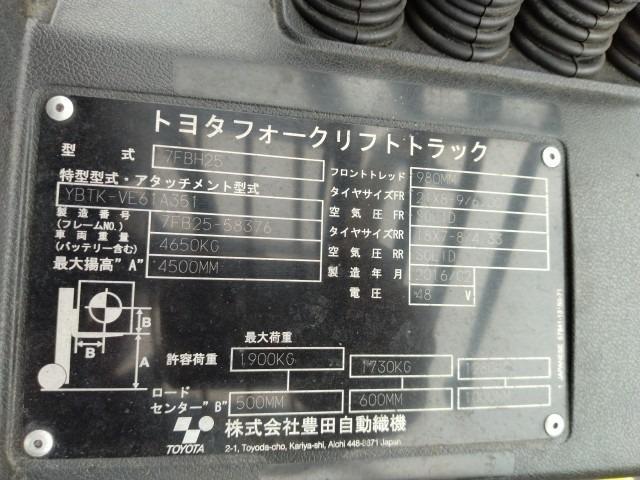 トヨタフォークリフトトラック
型 式 7FBH25
特型型式・アタッチメント型式
YBTK-VE61A351
製造番号 (フレームNO.) 7FB25-58376
車両重量 (バッテリー含む) 4650KG
最大揚高"A" 4500MM
フロントトレッド 980MM
タイヤサイズFR
空気圧 FR SOLID
タイヤサイズRR 18X7-8/4.33
空気圧 RR SOLID
製造年月 2016/02
電圧 48 V
B
B
A
最大荷重
許容荷重 1900KG 1730KG
ロードセンター"B" 500MM 600MM
TOYOTA
株式会社豊田自動織機
2-1, Toyoda-cho, Kariya-shi, Aichi 448-8671 Japan